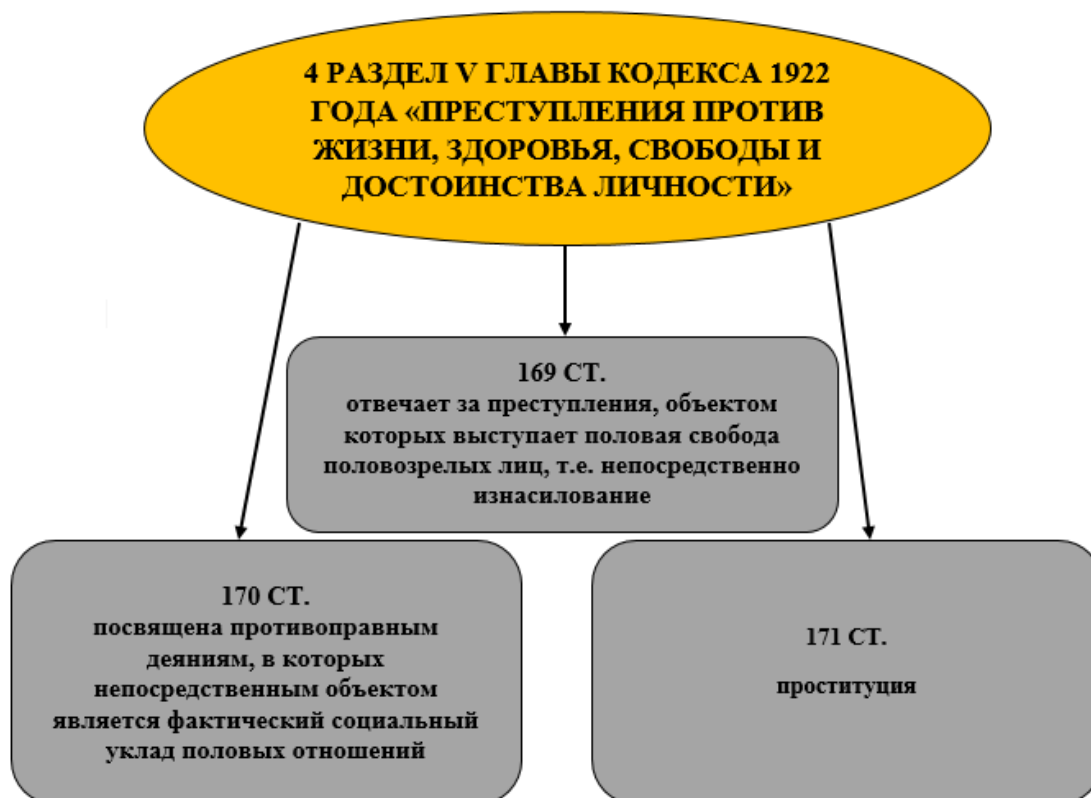 4 РАЗДЕЛ V ГЛАВЫ КОДЕКСА 1922
ГОДА «ПРЕСТУПЛЕНИЯ ПРОТИВ
ЖИЗНИ, ЗДОРОВЬЯ, СВОБОДЫ И
ДОСТОИНСТВА ЛИЧНОСТИ»
169 СТ.
отвечает за преступления, объектом
которых выступает половая свобода
половозрелых лиц, т.е. непосредственно
изнасилование
170 СТ.
посвящена противоправным
деяниям, в которых
непосредственным объектом
является фактический социальный
уклад половых отношений
171 СТ.
проституция